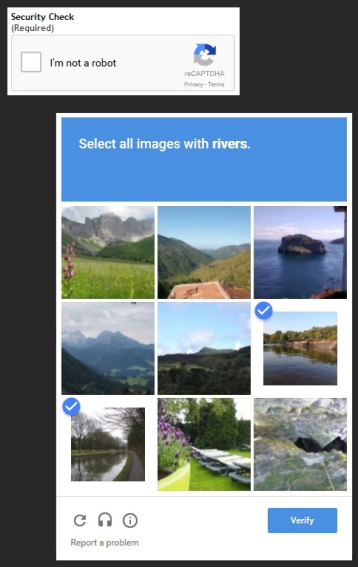 Security Check
(Required)
I'm not a robot
reCAPTCHA
Privacy - Terms
Select all images with rivers.
Verify
Report a problem